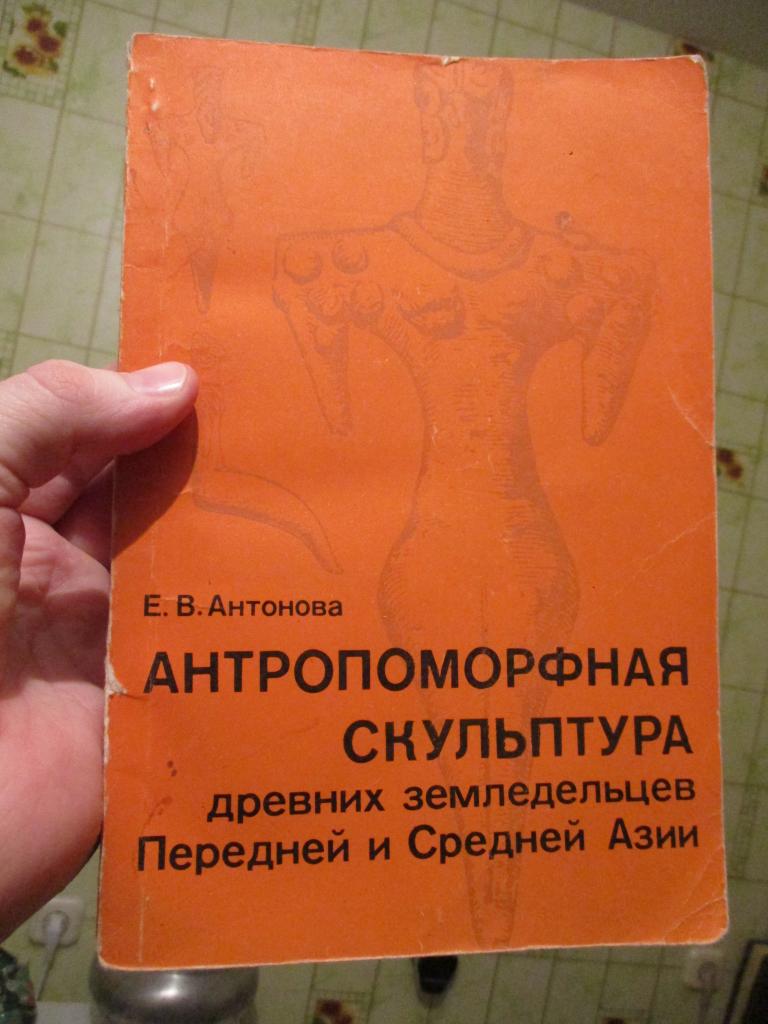 Е. В. Антонова
АНТРОПОМОРФНАЯ
СКУЛЬПТУРА
древних земледельцев
Передней и Средней Азии